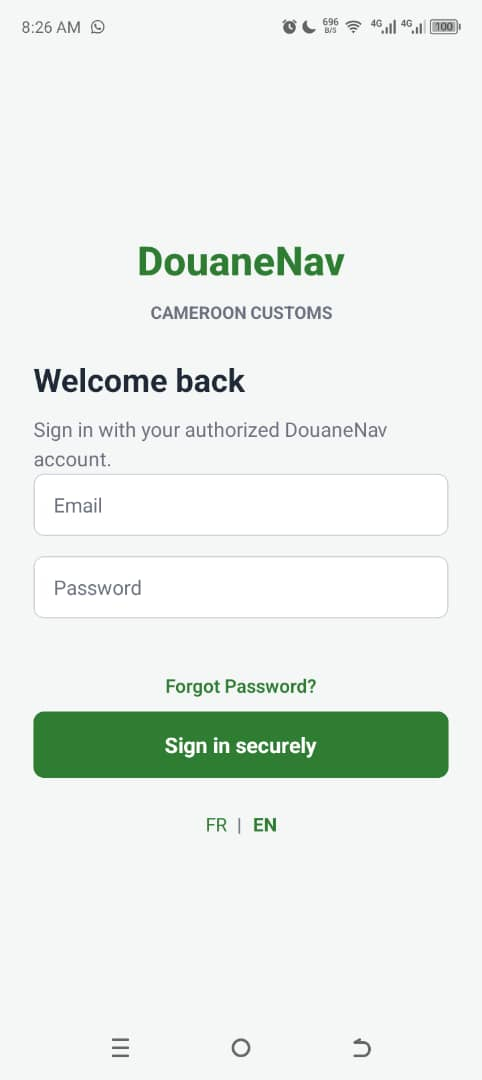 8:26 AM 696 B/S 4G 4G 100
DouaneNav
CAMEROON CUSTOMS
Welcome back
Sign in with your authorized DouaneNav
account.
Email
Password
Forgot Password?
Sign in securely
FR | EN